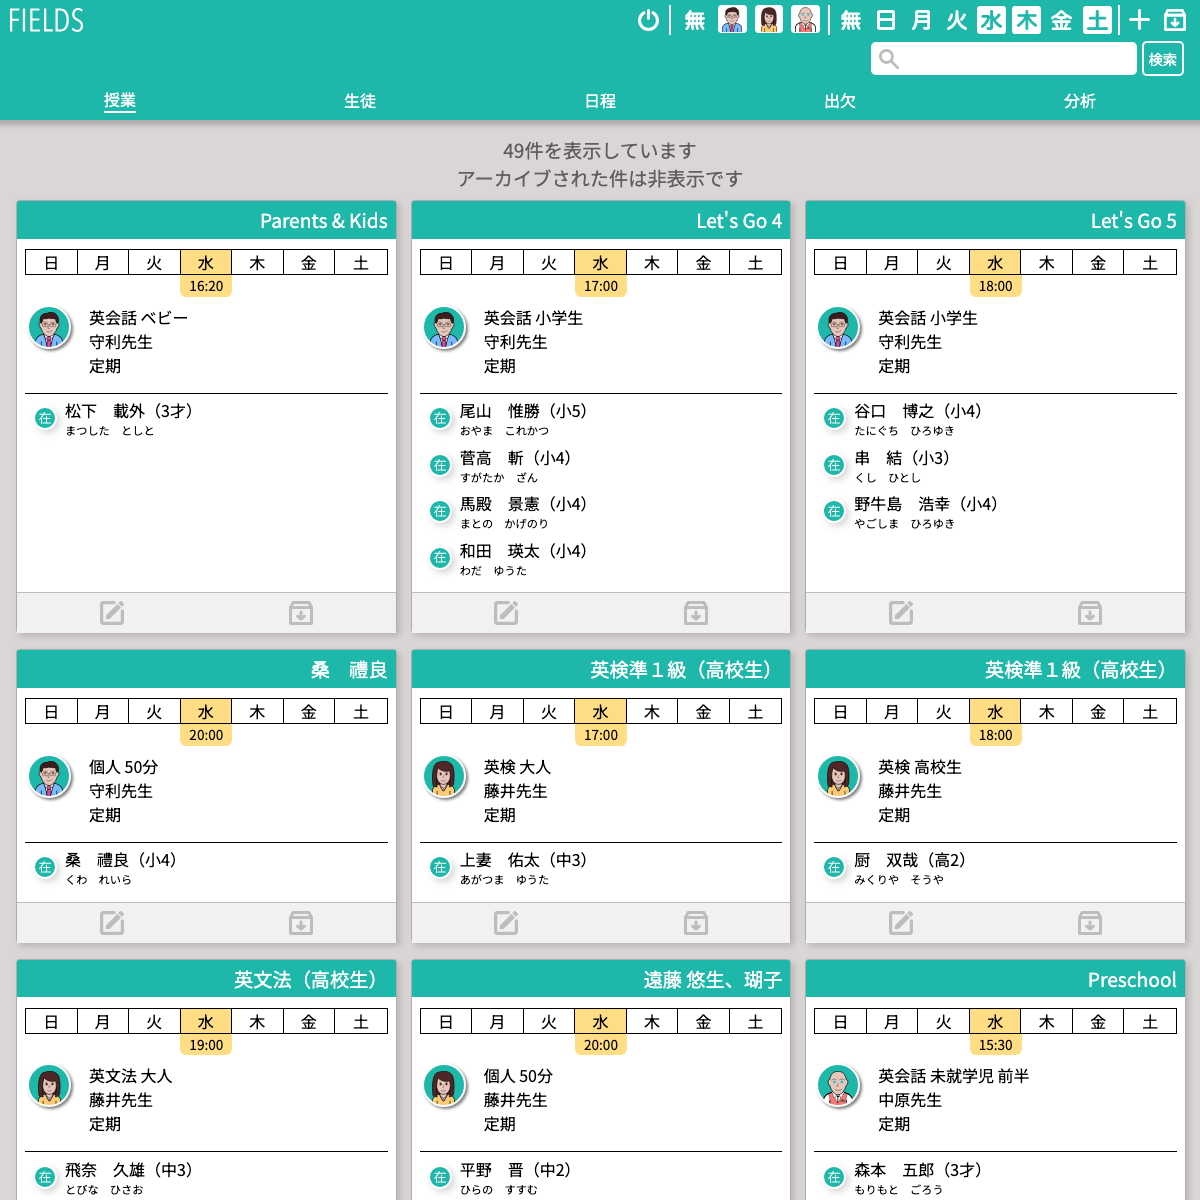 FIELDS
無 無 日 月 火 水 木 金 土
検索
授業 生徒 日程 出欠 分析
49件を表示しています
アーカイブされた件は非表示です
Parents & Kids
日 月 火 水 木 金 土
16:20
英会話 ベビー
守利先生
定期
在 松下　載外（3才）
まつした　としと
Let's Go 4
日 月 火 水 木 金 土
17:00
英会話 小学生
守利先生
定期
在 尾山　惟勝（小5）
おやま　これかつ
在 菅高　斬（小4）
すがたか　ざん
在 馬殿　景憲（小4）
まとの　かげのり
在 和田　瑛太（小4）
わだ　ゆうた
Let's Go 5
日 月 火 水 木 金 土
18:00
英会話 小学生
守利先生
定期
在 谷口　博之（小4）
たにぐち　ひろゆき
在 串　結（小3）
くし　ひとし
在 野牛島　浩幸（小4）
やごしま　ひろゆき
桑　禮良
日 月 火 水 木 金 土
20:00
個人 50分
守利先生
定期
在 桑　禮良（小4）
くわ　れいら
英検準１級（高校生）
日 月 火 水 木 金 土
17:00
英検 大人
藤井先生
定期
在 上妻　佑太（中3）
あがつま　ゆうた
英検準１級（高校生）
日 月 火 水 木 金 土
18:00
英検 高校生
藤井先生
定期
在 厨　双哉（高2）
みくりや　そうや
英文法（高校生）
日 月 火 水 木 金 土
19:00
英文法 大人
藤井先生
定期
在 飛奈　久雄（中3）
とびな　ひさお
遠藤 悠生、瑚子
日 月 火 水 木 金 土
20:00
個人 50分
藤井先生
定期
在 平野　晋（中2）
ひらの　すすむ
Preschool
日 月 火 水 木 金 土
15:30
英会話 未就学児 前半
中原先生
定期
在 森本　五郎（3才）
もりもと　ごろう